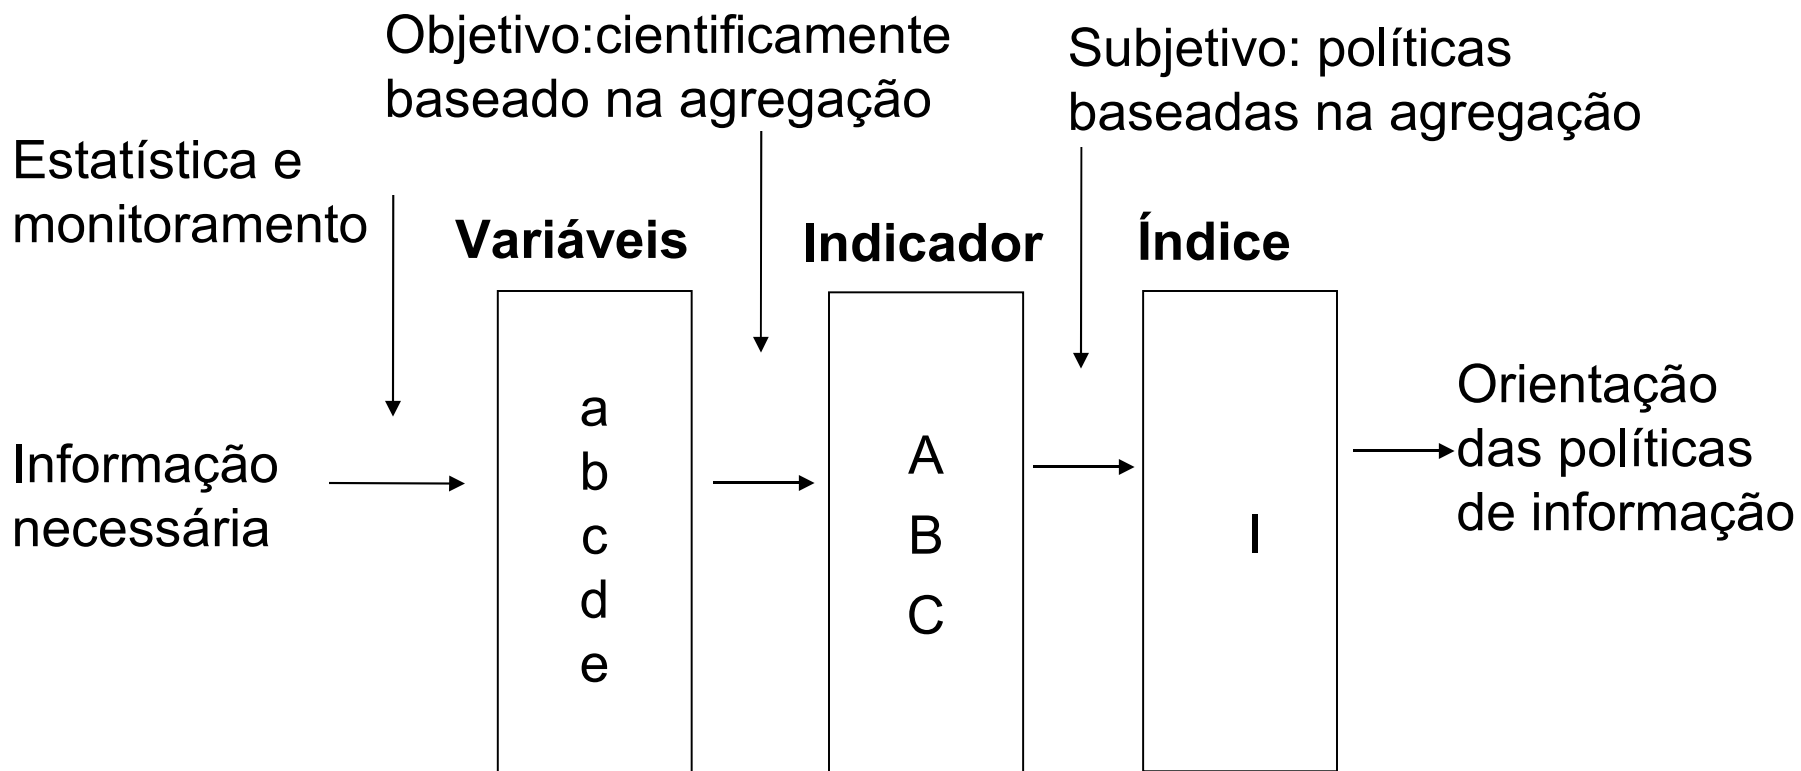 Objetivo:cientificamente
baseado na agregação
Subjetivo: políticas
baseadas na agregação
Estatística e
monitoramento
Variáveis
Indicador
Índice
Informação
necessária
a
b
c
d
e
A
B
C
I
Orientação
das políticas
de informação